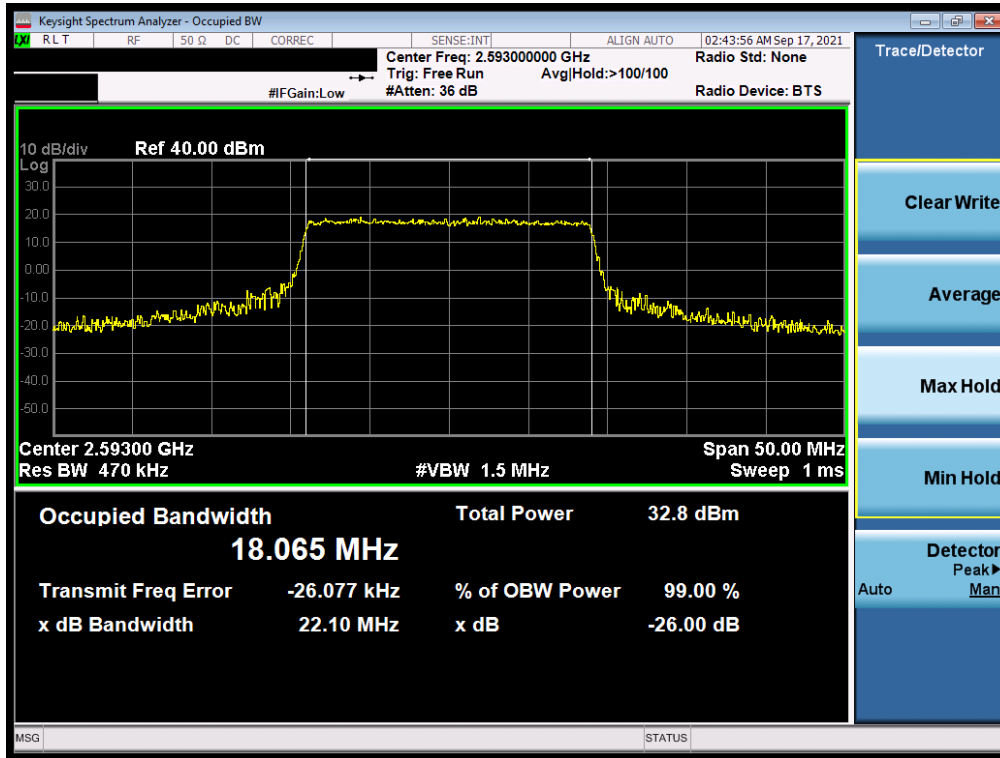 Keysight Spectrum Analyzer - Occupied BW
LXI RLT RF 50 Ω DC CORREC SENSE:INT ALIGN AUTO 02:43:56 AM Sep 17, 2021
Center Freq: 2.593000000 GHz Radio Std: None
Trig: Free Run Avg|Hold:>100/100
#IFGain:Low #Atten: 36 dB Radio Device: BTS
10 dB/div Ref 40.00 dBm
Log
30.0
20.0
10.0
0.00
-10.0
-20.0
-30.0
-40.0
-50.0
Center 2.59300 GHz Span 50.00 MHz
Res BW 470 kHz #VBW 1.5 MHz Sweep 1 ms
Occupied Bandwidth Total Power 32.8 dBm
18.065 MHz
Transmit Freq Error -26.077 kHz % of OBW Power 99.00 %
x dB Bandwidth 22.10 MHz x dB -26.00 dB
MSG STATUS
Trace/Detector
Clear Write
Average
Max Hold
Min Hold
Detector
Peak▶
Auto Man